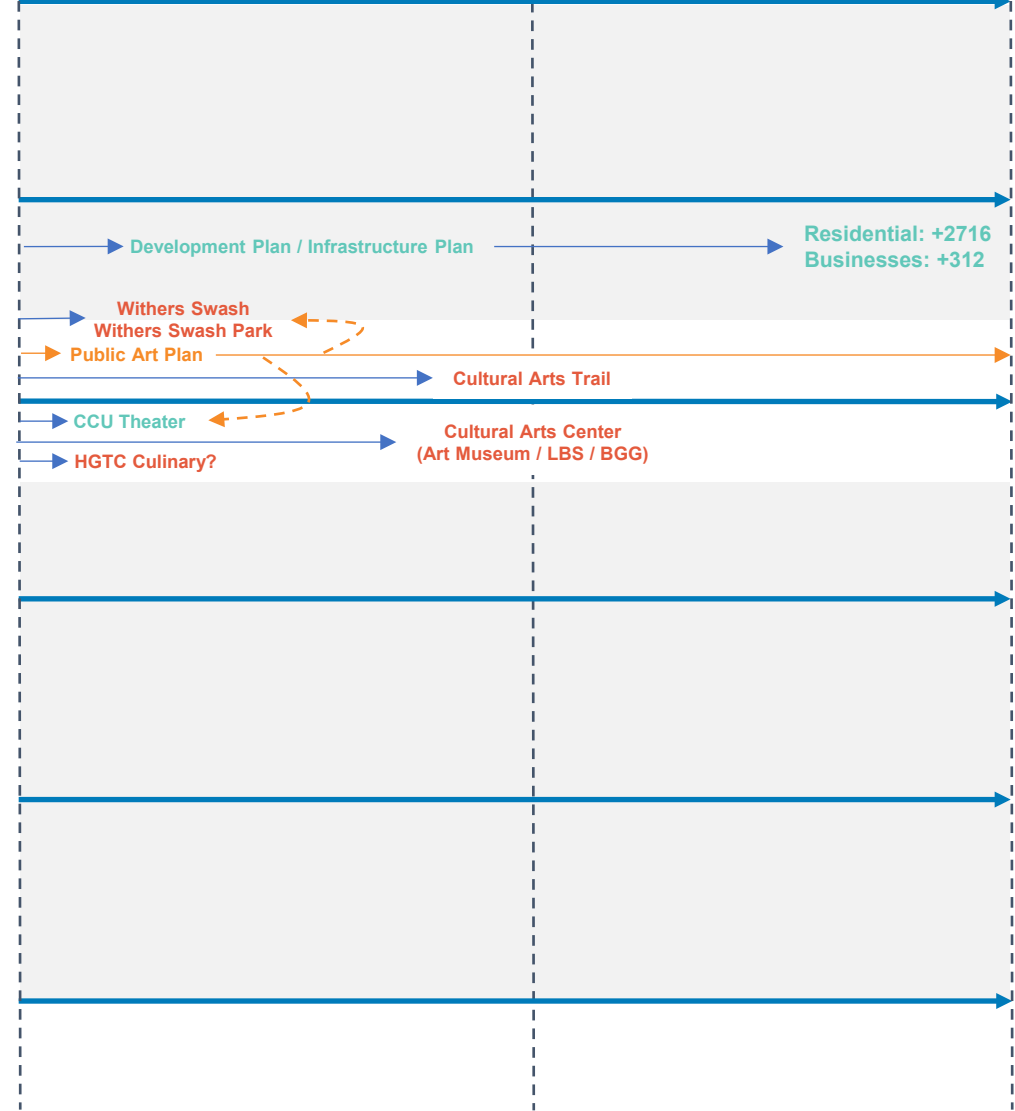 Development Plan / Infrastructure Plan
Residential: +2716
Businesses: +312
Withers Swash
Withers Swash Park
Public Art Plan
Cultural Arts Trail
CCU Theater
Cultural Arts Center
(Art Museum / LBS / BGG)
HGTC Culinary?